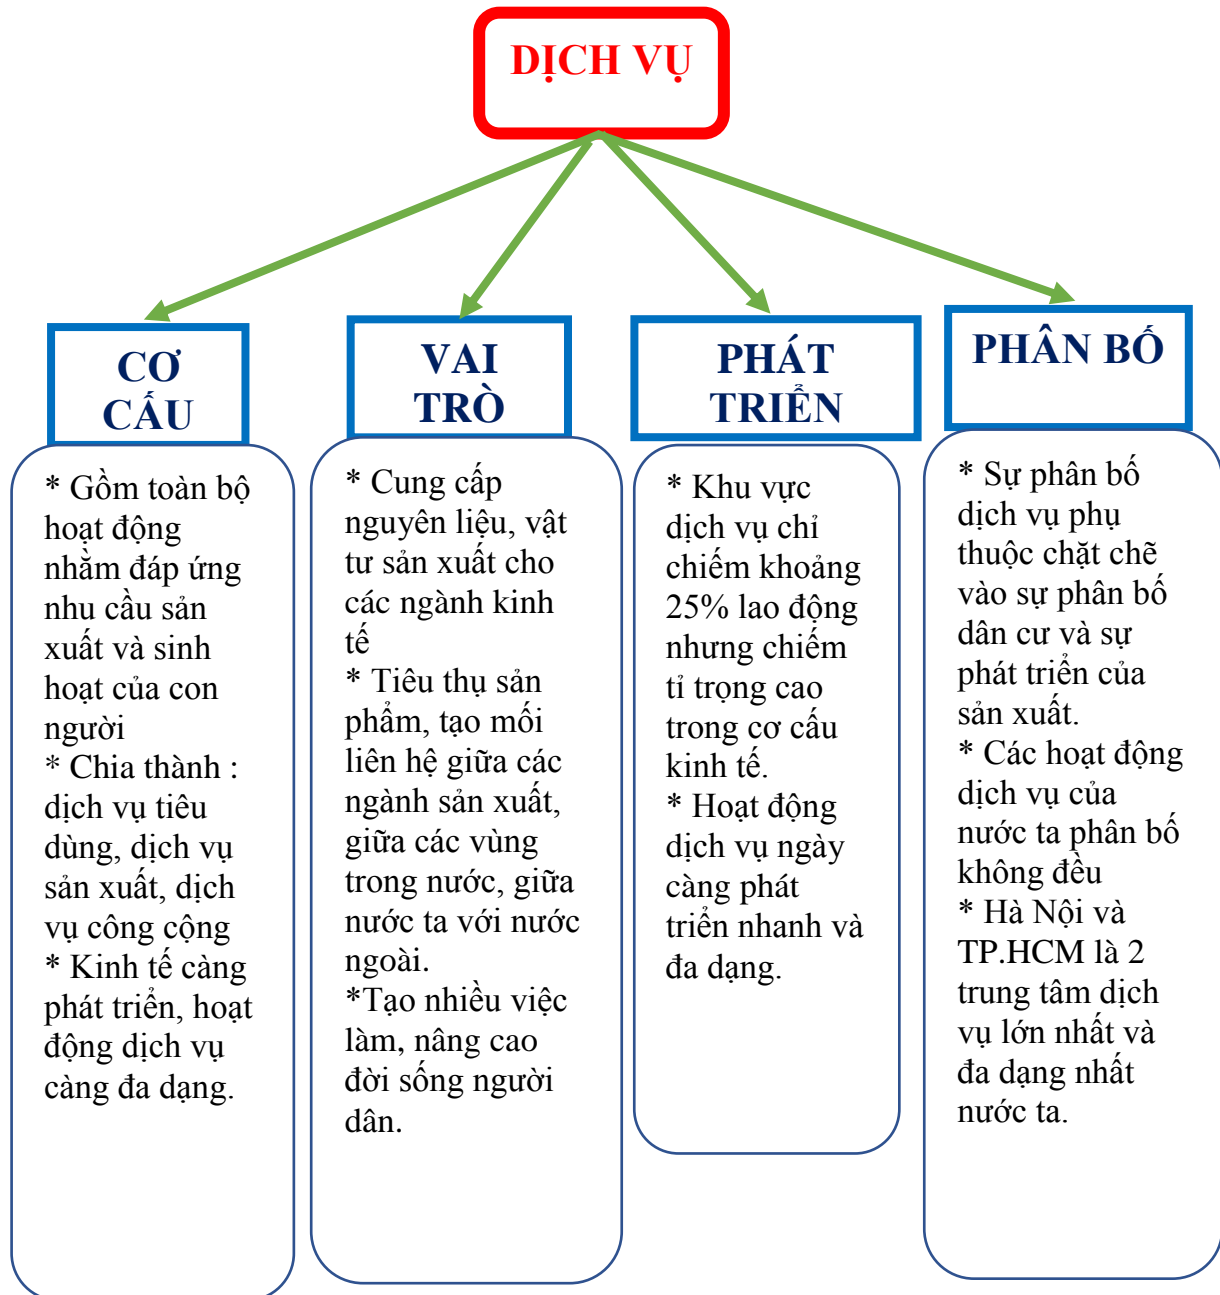 DỊCH VỤ
CƠ
CẤU
* Gồm toàn bộ
hoạt động
nhằm đáp ứng
nhu cầu sản
xuất và sinh
hoạt của con
người
* Chia thành :
dịch vụ tiêu
dùng, dịch vụ
sản xuất, dịch
vụ công cộng
* Kinh tế càng
phát triển, hoạt
động dịch vụ
càng đa dạng.
VAI
TRÒ
* Cung cấp
nguyên liệu, vật
tư sản xuất cho
các ngành kinh
tế
* Tiêu thụ sản
phẩm, tạo mối
liên hệ giữa các
ngành sản xuất,
giữa các vùng
trong nước, giữa
nước ta với nước
ngoài.
*Tạo nhiều việc
làm, nâng cao
đời sống người
dân.
PHÁT
TRIỂN
* Khu vực
dịch vụ chỉ
chiếm khoảng
25% lao động
nhưng chiếm
tỉ trọng cao
trong cơ cấu
kinh tế.
* Hoạt động
dịch vụ ngày
càng phát
triển nhanh và
đa dạng.
PHÂN BỐ
* Sự phân bố
dịch vụ phụ
thuộc chặt chẽ
vào sự phân bố
dân cư và sự
phát triển của
sản xuất.
* Các hoạt động
dịch vụ của
nước ta phân bố
không đều
* Hà Nội và
TP.HCM là 2
trung tâm dịch
vụ lớn nhất và
đa dạng nhất
nước ta.